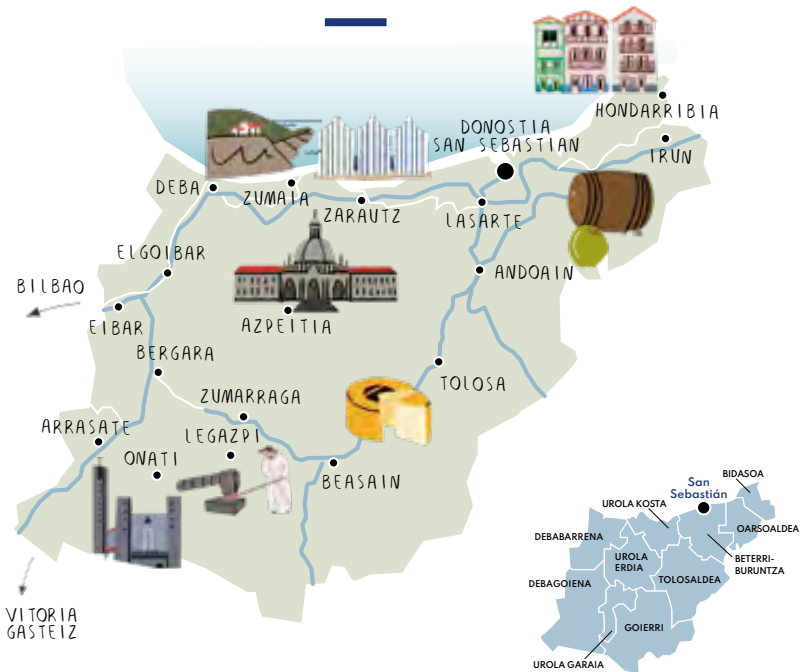 HONDARRIBIA
DONOSTIA
SAN SEBASTIAN
IRUN
DEBA
ZUMAIA
ZARAUTZ
LASARTE
ELGOIBAR
ANDOAIN
BILBAO
EIBAR
AZPEITIA
BERGARA
TOLOSA
ZUMARRAGA
ARRASATE
LEGAZPI
OÑATI
BEASAIN
VITORIA
GASTEIZ
San
Sebastián
BIDASOA
UROLA KOSTA
OARSOALDEA
DEBABARRENA
UROLA
ERDIA
BETERRI-
BURUNTZA
DEBAGOIENA
TOLOSALDEA
GOIERRI
UROLA GARAIA